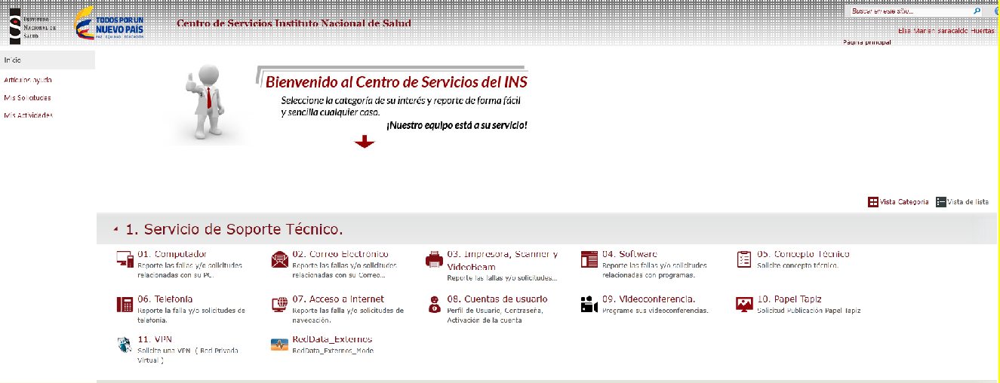 INSTITUTO
NACIONAL DE
SALUD
TODOS POR UN
NUEVO PAÍS
PAZ EQUIDAD EDUCACIÓN
Centro de Servicios Instituto Nacional de Salud
Buscar en este sitio...
Elsa Marlen Baracaldo Huertas
Página principal
Inicio
Artículos ayuda
Mis Solicitudes
Mis Actividades
Bienvenido al Centro de Servicios del INS
Seleccione la categoría de su interés y reporte de forma fácil
y sencilla cualquier caso.
¡Nuestro equipo está a su servicio!
Vista Categoría
Vista de lista
1. Servicio de Soporte Técnico.
01. Computador
Reporte las fallas y/o solicitudes
relacionadas con su PC.
02. Correo Electrónico
Reporte las fallas y/o solicitudes
relacionadas con su Correo...
03. Impresora, Scanner y
VideoBeam
Reporte las fallas y/o solicitudes...
04. Software
Reporte las fallas y/o solicitudes
relacionadas con programas.
05. Concepto Técnico
Solicite concepto técnico.
06. Telefonía
Reporte la falla y/o solicitudes de
telefonía.
07. Acceso a Internet
Reporte las falla y/o solicitudes de
navegación.
08. Cuentas de usuario
Perfil de Usuario, Contraseña,
Activación de la cuenta
09. Videoconferencia.
Programe sus videoconferencias.
10. Papel Tapiz
Solicitud Publicación Papel Tapiz
11. VPN
Solicite una VPN ( Red Privada
Virtual )
RedData_Externos
RedData_Externos_Mode